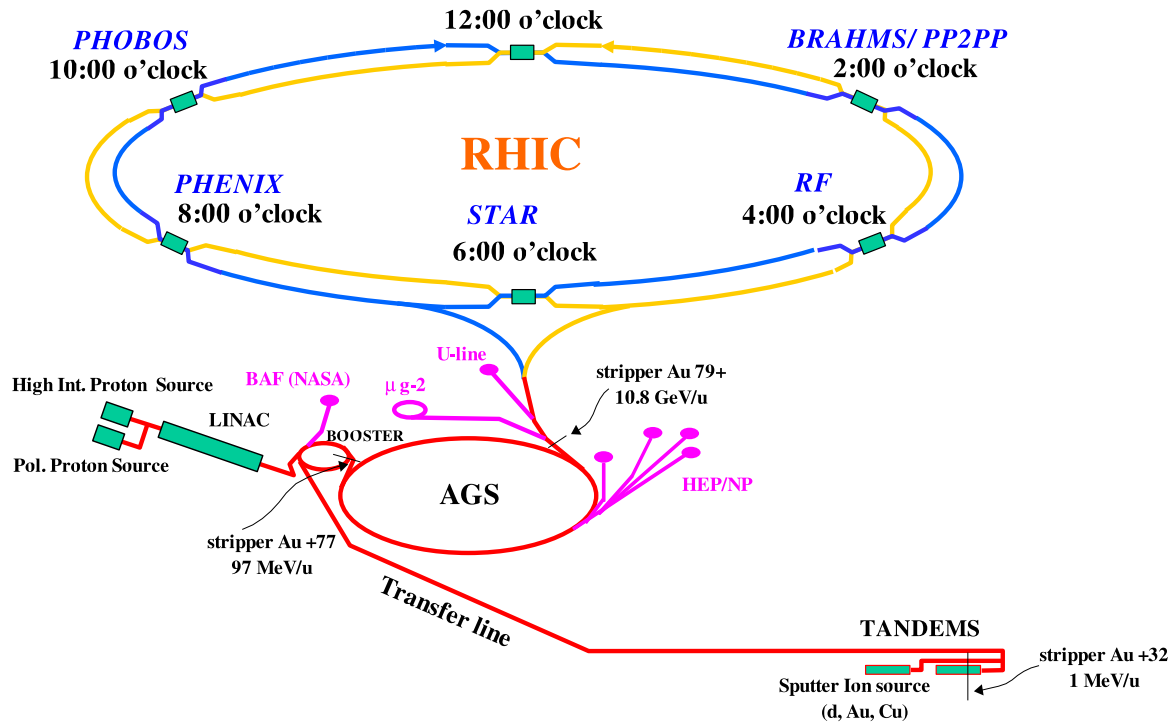 12:00 o'clock
PHOBOS
10:00 o'clock
BRAHMS/ PP2PP
2:00 o'clock
RHIC
PHENIX
8:00 o'clock
STAR
6:00 o'clock
RF
4:00 o'clock
U-line
stripper Au 79+
10.8 GeV/u
High Int. Proton Source
BAF (NASA)
μ g-2
LINAC
BOOSTER
Pol. Proton Source
AGS
HEP/NP
stripper Au +77
97 MeV/u
Transfer line
TANDEMS
stripper Au +32
1 MeV/u
Sputter Ion source
(d, Au, Cu)